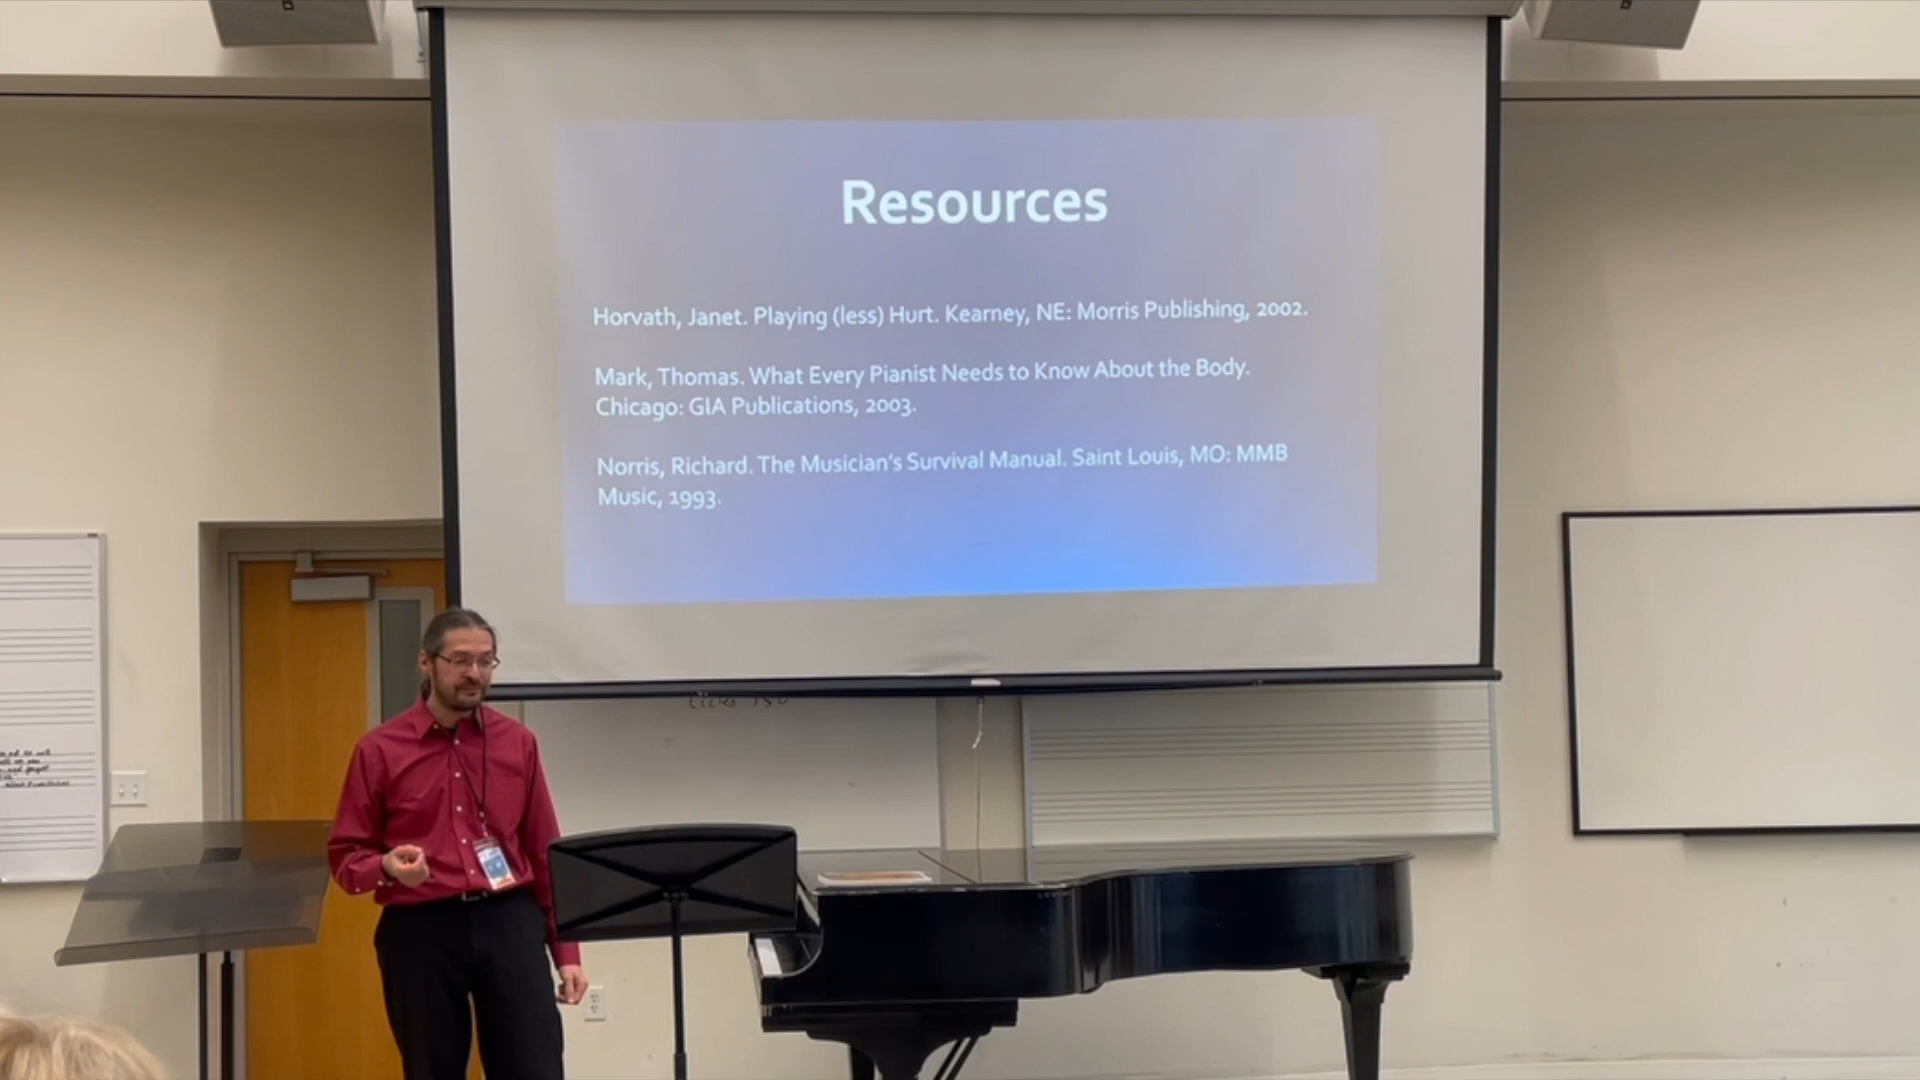 Resources
Horvath, Janet. Playing (less) Hurt. Kearney, NE: Morris Publishing, 2002.
Mark, Thomas. What Every Pianist Needs to Know About the Body.
Chicago: GIA Publications, 2003.
Norris, Richard. The Musician's Survival Manual. Saint Louis, MO: MMB
Music, 1993.